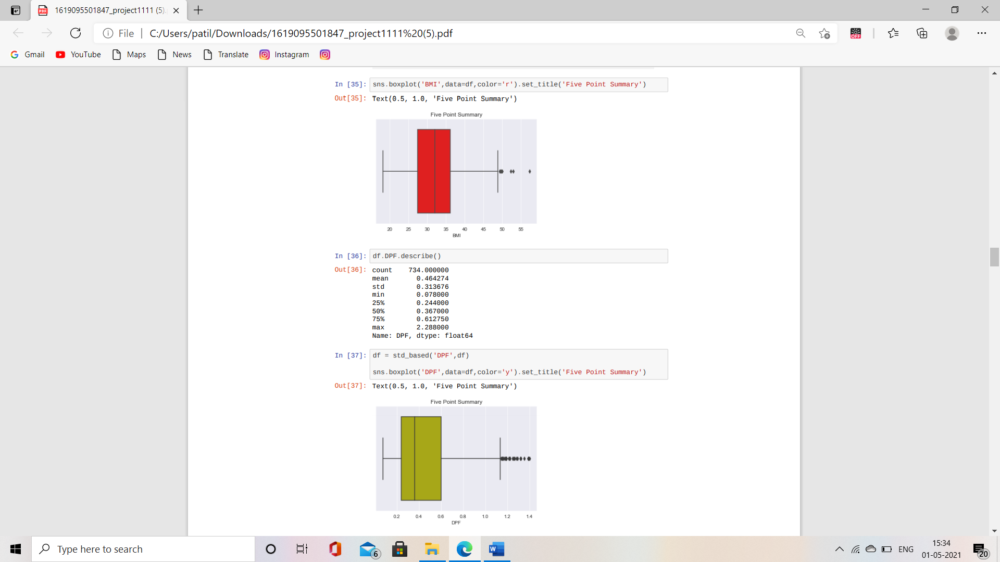 1619095501847_project1111 (5).
File | C:/Users/patil/Downloads/1619095501847_project1111%20(5).pdf
OFF
Gmail YouTube Maps News Translate Instagram
In [35]: sns.boxplot('BMI',data=df,color='r').set_title('Five Point Summary')
Out[35]: Text(0.5, 1.0, 'Five Point Summary')
Five Point Summary
20 25 30 35 40 45 50 55
BMI
In [36]: df.DPF.describe()
Out[36]: count 734.000000
mean 0.464274
std 0.313676
min 0.078000
25% 0.244000
50% 0.367000
75% 0.612750
max 2.288000
Name: DPF, dtype: float64
In [37]: df = std_based('DPF',df)
sns.boxplot('DPF',data=df,color='y').set_title('Five Point Summary')
Out[37]: Text(0.5, 1.0, 'Five Point Summary')
Five Point Summary
0.2 0.4 0.6 0.8 1.0 1.2 1.4
DPF
Type here to search
6
W
ENG
15:34
01-05-2021
20